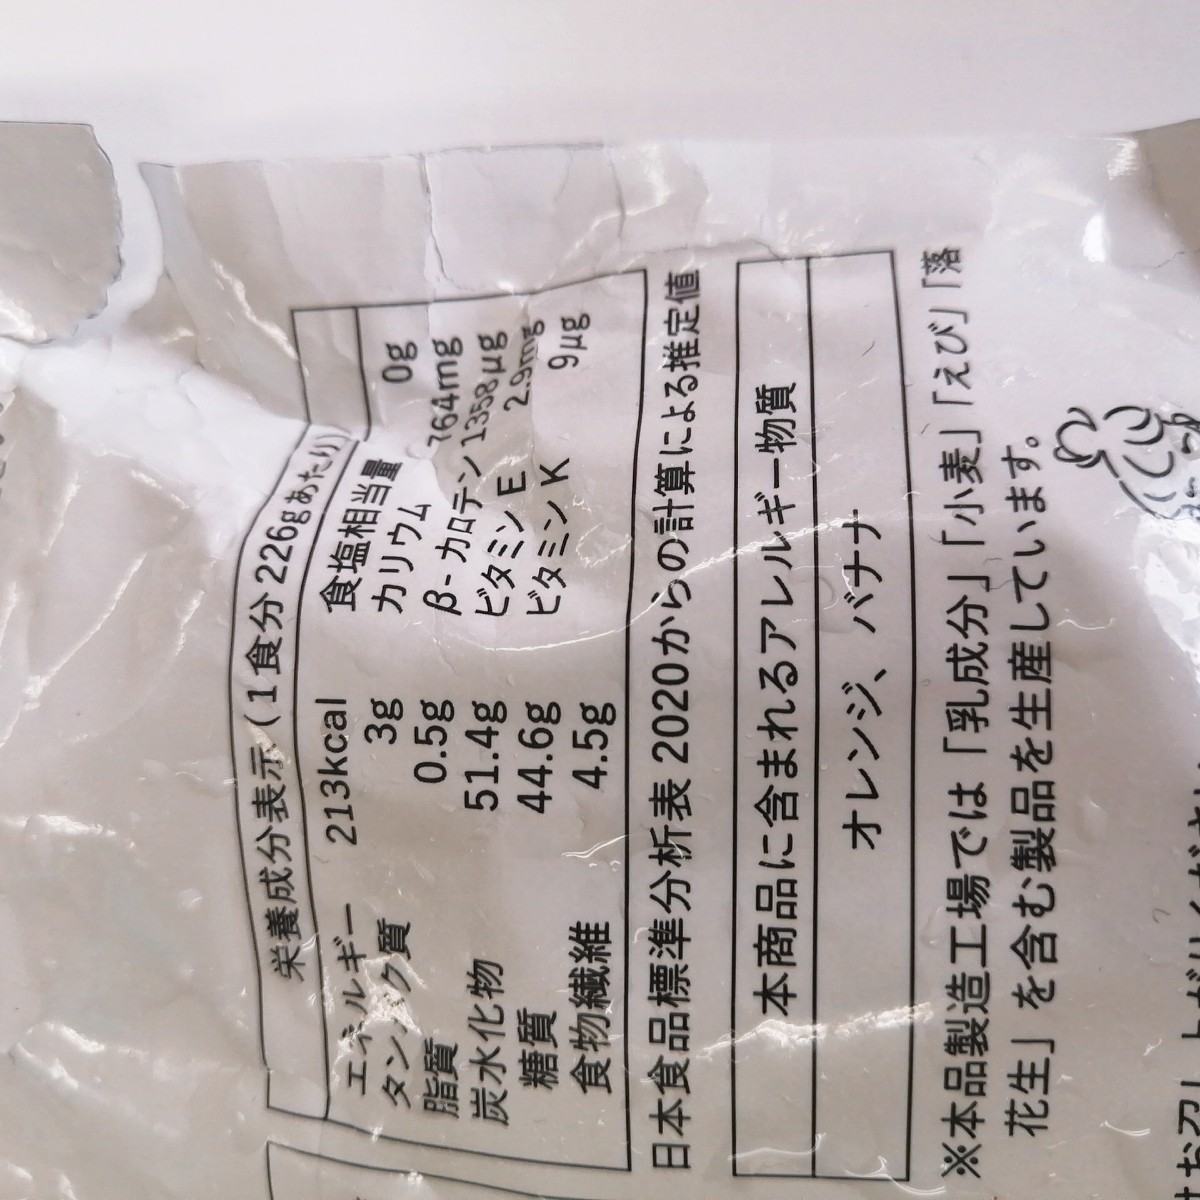 栄養成分表示(1食分226gあたり)
エネルギー 213kcal 食塩相当量 0g
タンパク質 3g カリウム 764mg
脂質 0.5g β-カロテン 1358μg
炭水化物 51.4g ビタミンE 2.9mg
糖質 44.6g ビタミンK 9μg
食物繊維 4.5g
日本食品標準分析表2020からの計算による推定値
本商品に含まれるアレルギー物質
オレンジ、バナナ
※本品製造工場では「乳成分」「小麦」「えび」「落
花生」を含む製品を生産しています。